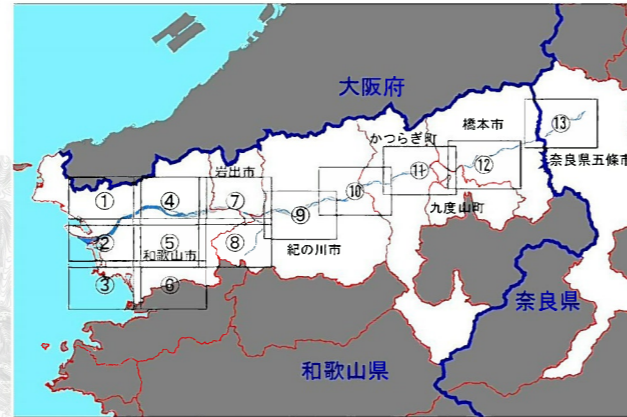 大阪府
橋本市
⑬
かつらぎ町
奈良県五條市
岩出市
⑪
⑫
①
④
⑦
⑩
九度山町
⑨
②
⑤
和歌山市
⑧
紀の川市
③
⑥
奈良県
和歌山県